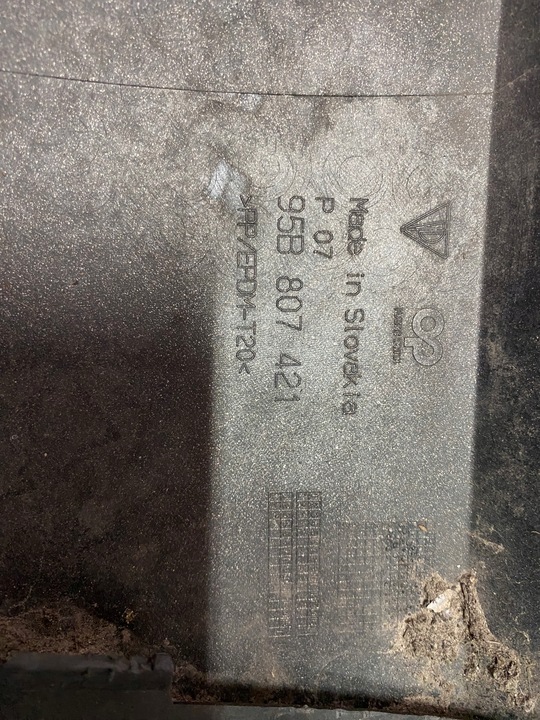 Made in Slovakia
P 07
95B 807 421
>PP/EPDM-T20<